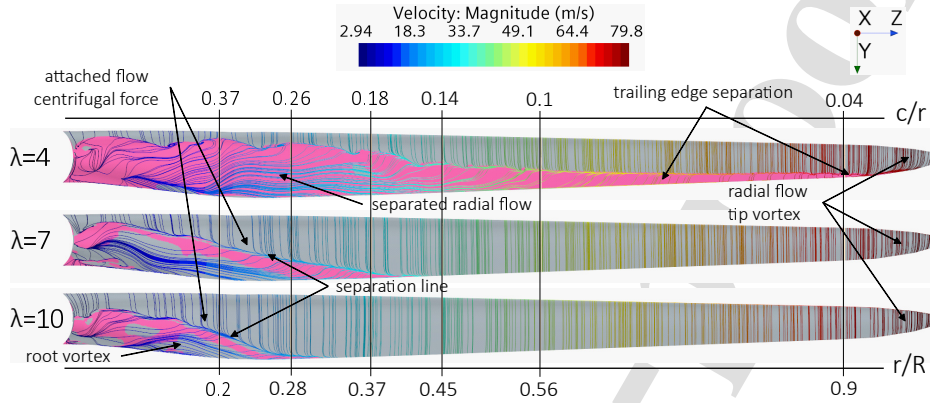 Velocity: Magnitude (m/s)
2.94 18.3 33.7 49.1 64.4 79.8
X Z
Y
attached flow
centrifugal force
trailing edge separation
0.37 0.26 0.18 0.14 0.1 0.04 c/r
λ=4
separated radial flow
radial flow
tip vortex
λ=7
separation line
λ=10
root vortex
r/R
0.2 0.28 0.37 0.45 0.56 0.9